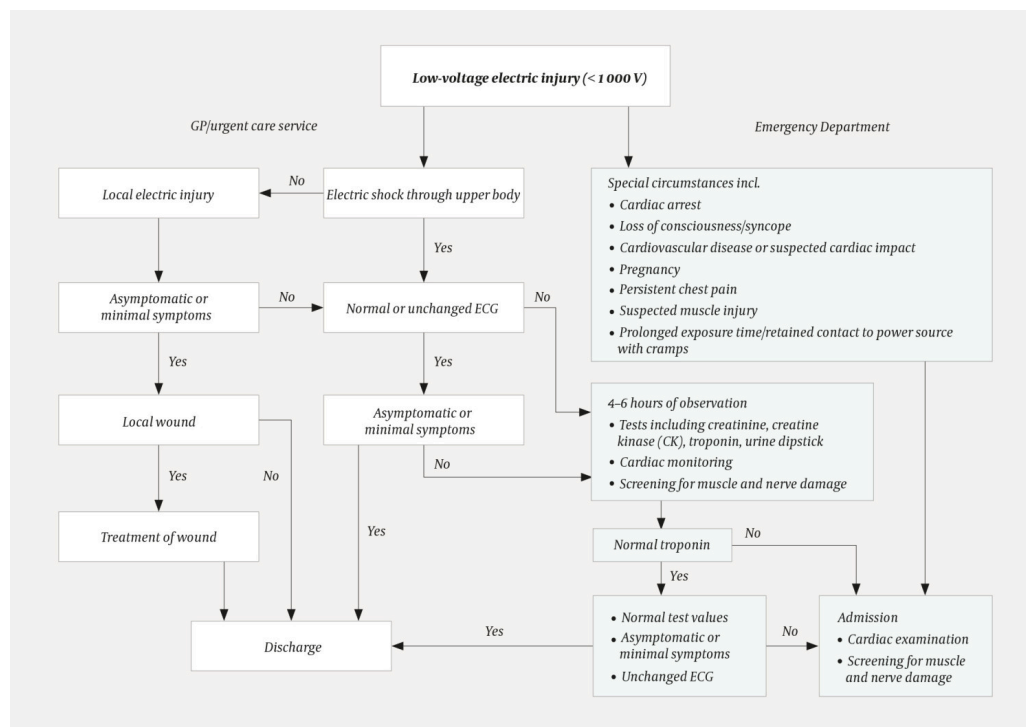 Low-voltage electric injury (< 1 000 V)
GP/urgent care service
Emergency Department
Local electric injury
No
Electric shock through upper body
Special circumstances incl.
• Cardiac arrest
• Loss of consciousness/syncope
• Cardiovascular disease or suspected cardiac impact
• Pregnancy
• Persistent chest pain
• Suspected muscle injury
• Prolonged exposure time/retained contact to power source
with cramps
Yes
Asymptomatic or
minimal symptoms
No
Normal or unchanged ECG
No
Yes
Yes
Local wound
Asymptomatic or
minimal symptoms
4–6 hours of observation
• Tests including creatinine, creatine
kinase (CK), troponin, urine dipstick
• Cardiac monitoring
• Screening for muscle and nerve damage
Yes
No
No
Treatment of wound
Yes
Normal troponin
No
Yes
Discharge
Yes
• Normal test values
• Asymptomatic or
minimal symptoms
• Unchanged ECG
No
Admission
• Cardiac examination
• Screening for muscle
and nerve damage